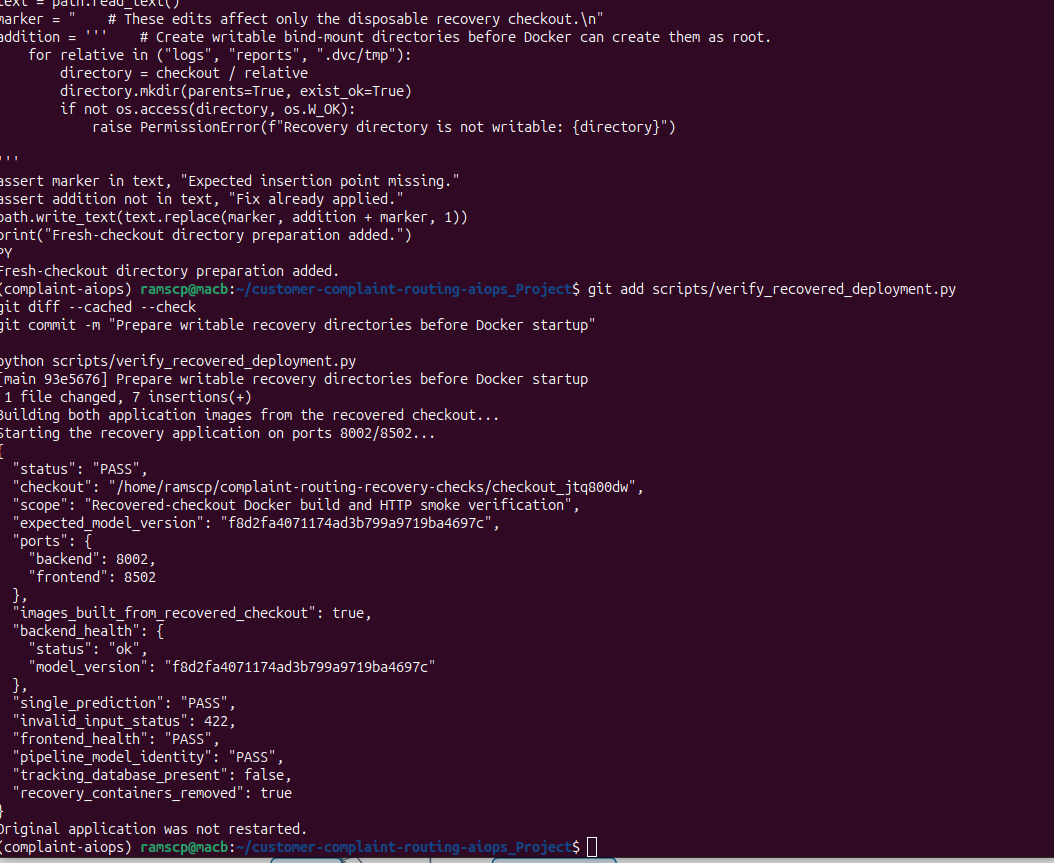 text = path.read_text()
marker = "    # These edits affect only the disposable recovery checkout.\n"
addition = '''    # Create writable bind-mount directories before Docker can create them as root.
    for relative in ("logs", "reports", ".dvc/tmp"):
        directory = checkout / relative
        directory.mkdir(parents=True, exist_ok=True)
        if not os.access(directory, os.W_OK):
            raise PermissionError(f"Recovery directory is not writable: {directory}")

'''
assert marker in text, "Expected insertion point missing."
assert addition not in text, "Fix already applied."
path.write_text(text.replace(marker, addition + marker, 1))
print("Fresh-checkout directory preparation added.")
PY
Fresh-checkout directory preparation added.
(complaint-aiops) ramscp@macb:~/customer-complaint-routing-aiops_Project$ git add scripts/verify_recovered_deployment.py
git diff --cached --check
git commit -m "Prepare writable recovery directories before Docker startup"

python scripts/verify_recovered_deployment.py
[main 93e5676] Prepare writable recovery directories before Docker startup
 1 file changed, 7 insertions(+)
Building both application images from the recovered checkout...
Starting the recovery application on ports 8002/8502...
{
  "status": "PASS",
  "checkout": "/home/ramscp/complaint-routing-recovery-checks/checkout_jtq800dw",
  "scope": "Recovered-checkout Docker build and HTTP smoke verification",
  "expected_model_version": "f8d2fa4071174ad3b799a9719ba4697c",
  "ports": {
    "backend": 8002,
    "frontend": 8502
  },
  "images_built_from_recovered_checkout": true,
  "backend_health": {
    "status": "ok",
    "model_version": "f8d2fa4071174ad3b799a9719ba4697c"
  },
  "single_prediction": "PASS",
  "invalid_input_status": 422,
  "frontend_health": "PASS",
  "pipeline_model_identity": "PASS",
  "tracking_database_present": false,
  "recovery_containers_removed": true
}
Original application was not restarted.
(complaint-aiops) ramscp@macb:~/customer-complaint-routing-aiops_Project$